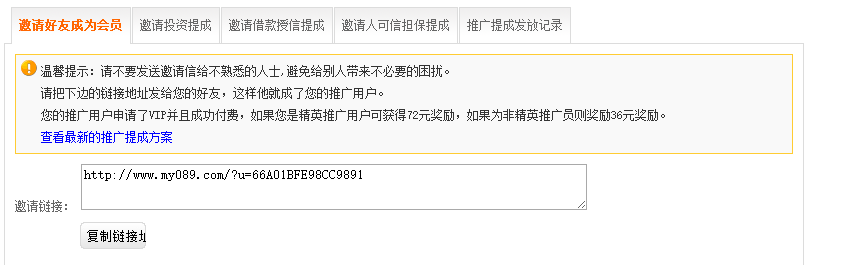 邀请好友成为会员 邀请投资提成 邀请借款授信提成 邀请人可信担保提成 推广提成发放记录
温馨提示：请不要发送邀请信给不熟悉的人士,避免给别人带来不必要的困扰。
请把下边的链接地址发给您的好友，这样他就成了您的推广用户。
您的推广用户申请了VIP并且成功付费，如果您是精英推广用户可获得72元奖励，如果为非精英推广员则奖励36元奖励。
查看最新的推广提成方案
http://www.my089.com/?u=66A01BFE98CC9891
邀请链接：
复制链接地